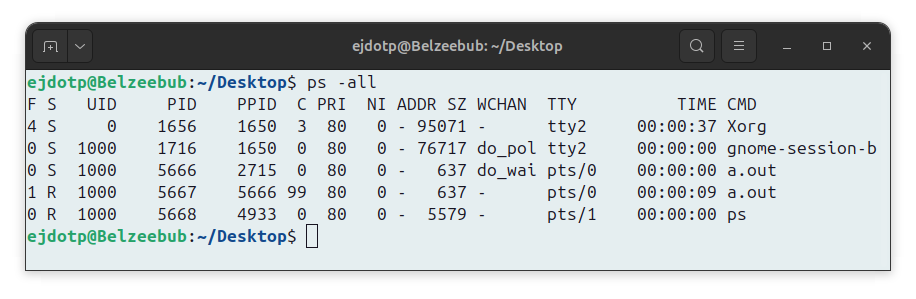 ejdotp@Belzeebub: ~/Desktop
ejdotp@Belzeebub:~/Desktop$ ps -all
F S   UID     PID    PPID  C PRI  NI ADDR SZ WCHAN  TTY          TIME CMD
4 S     0    1656    1650  3  80   0 - 95071 -      tty2     00:00:37 Xorg
0 S  1000    1716    1650  0  80   0 - 76717 do_pol tty2     00:00:00 gnome-session-b
0 S  1000    5666    2715  0  80   0 -   637 do_wai pts/0    00:00:00 a.out
1 R  1000    5667    5666 99  80   0 -   637 -      pts/0    00:00:09 a.out
0 R  1000    5668    4933  0  80   0 -  5579 -      pts/1    00:00:00 ps
ejdotp@Belzeebub:~/Desktop$